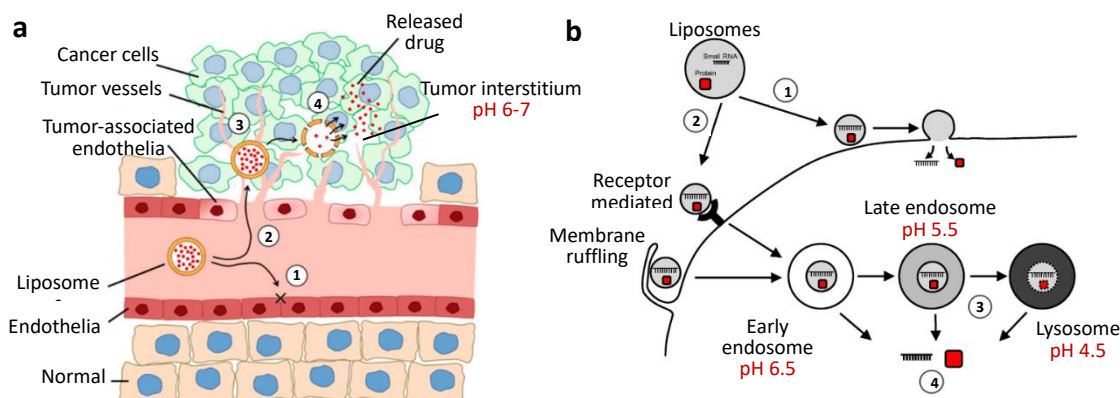 a
Released
drug
Cancer cells
Tumor vessels
Tumor interstitium
pH 6-7
Tumor-associated
endothelia
4
3
2
1
Liposome
Endothelia
Normal
b
Liposomes
Small RNA
Protein
1
2
Receptor
mediated
Membrane
ruffling
Late endosome
pH 5.5
3
Early
endosome
pH 6.5
Lysosome
pH 4.5
4